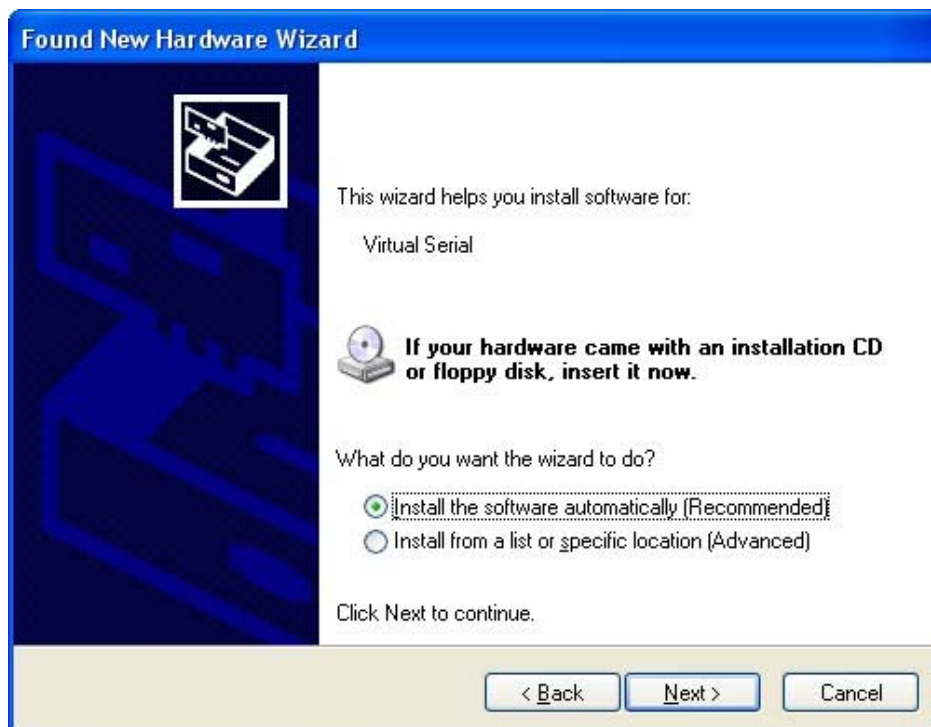 Found New Hardware Wizard
This wizard helps you install software for:
Virtual Serial
If your hardware came with an installation CD
or floppy disk, insert it now.
What do you want the wizard to do?
Install the software automatically (Recommended)
Install from a list or specific location (Advanced)
Click Next to continue.
< Back Next > Cancel